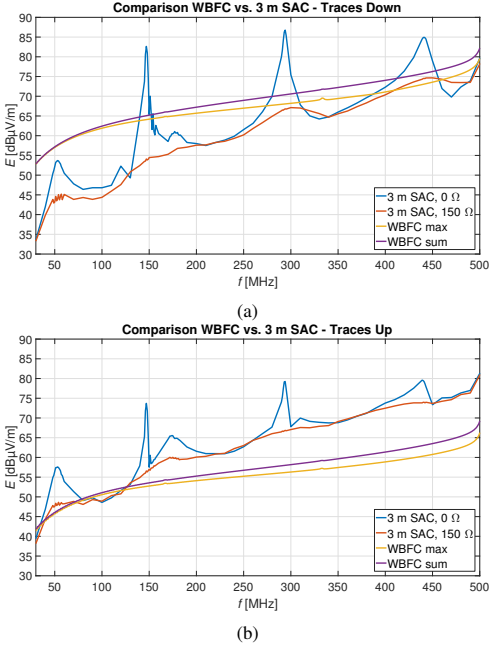 Comparison WBFC vs. 3 m SAC - Traces Down
90
85
80
75
70
65
60
55
50
45
40
35
30
E [dBµV/m]
50 100 150 200 250 300 350 400 450 500
f [MHz]
3 m SAC, 0 Ω
3 m SAC, 150 Ω
WBFC max
WBFC sum
(a)
Comparison WBFC vs. 3 m SAC - Traces Up
90
85
80
75
70
65
60
55
50
45
40
35
30
E [dBµV/m]
50 100 150 200 250 300 350 400 450 500
f [MHz]
3 m SAC, 0 Ω
3 m SAC, 150 Ω
WBFC max
WBFC sum
(b)